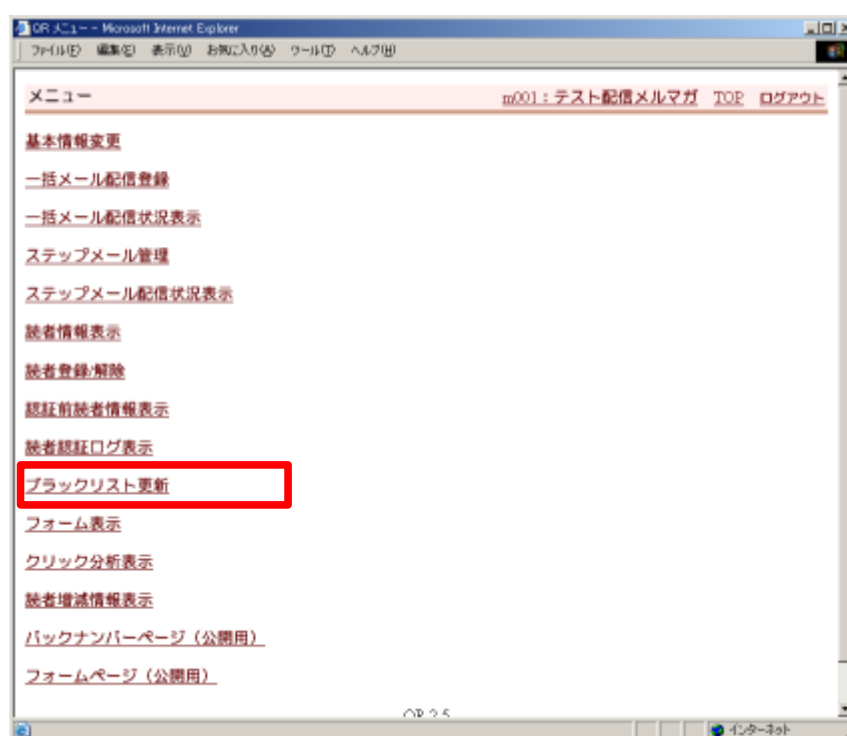 QR メニュー - Microsoft Internet Explorer
ファイル(F) 編集(E) 表示(V) お気に入り(A) ツール(T) ヘルプ(H)
メニュー m001：テスト配信メルマガ TOP ログアウト
基本情報変更
一括メール配信登録
一括メール配信状況表示
ステップメール管理
ステップメール配信状況表示
読者情報表示
読者登録/解除
認証前読者情報表示
読者認証ログ表示
ブラックリスト更新
フォーム表示
クリック分析表示
読者増減情報表示
バックナンバーページ（公開用）
フォームページ（公開用）
インターネット